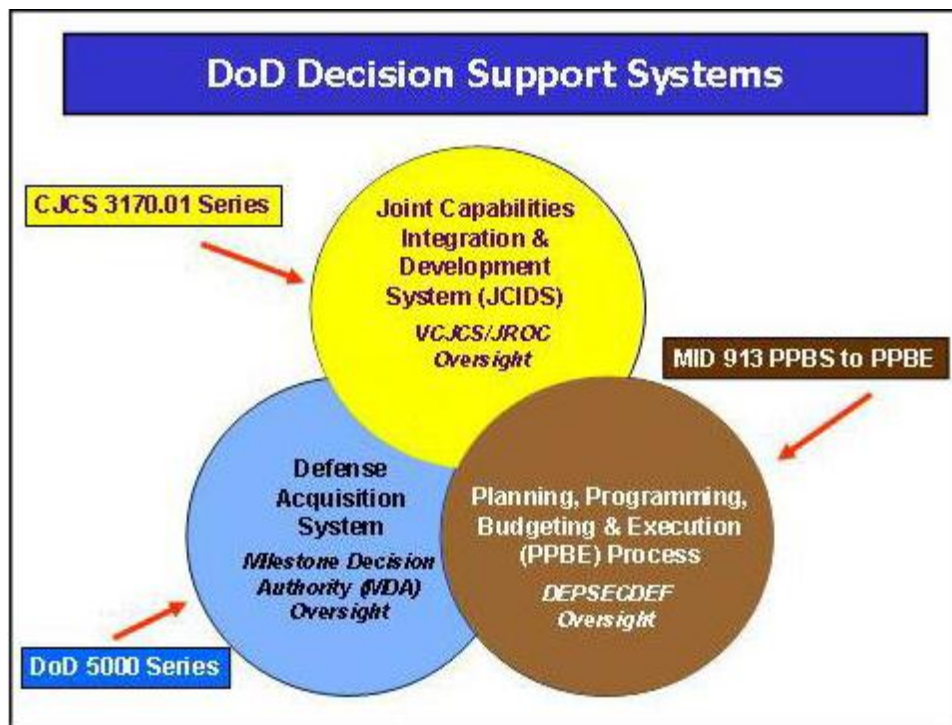 DoD Decision Support Systems
CJCS 3170.01 Series
Joint Capabilities
Integration &
Development
System (JCIDS)
VCJCS/JROC
Oversight
MID 913 PPBS to PPBE
Defense
Acquisition
System
Milestone Decision
Authority (MDA)
Oversight
Planning, Programming,
Budgeting & Execution
(PPBE) Process
DEPSECDEF
Oversight
DoD 5000 Series